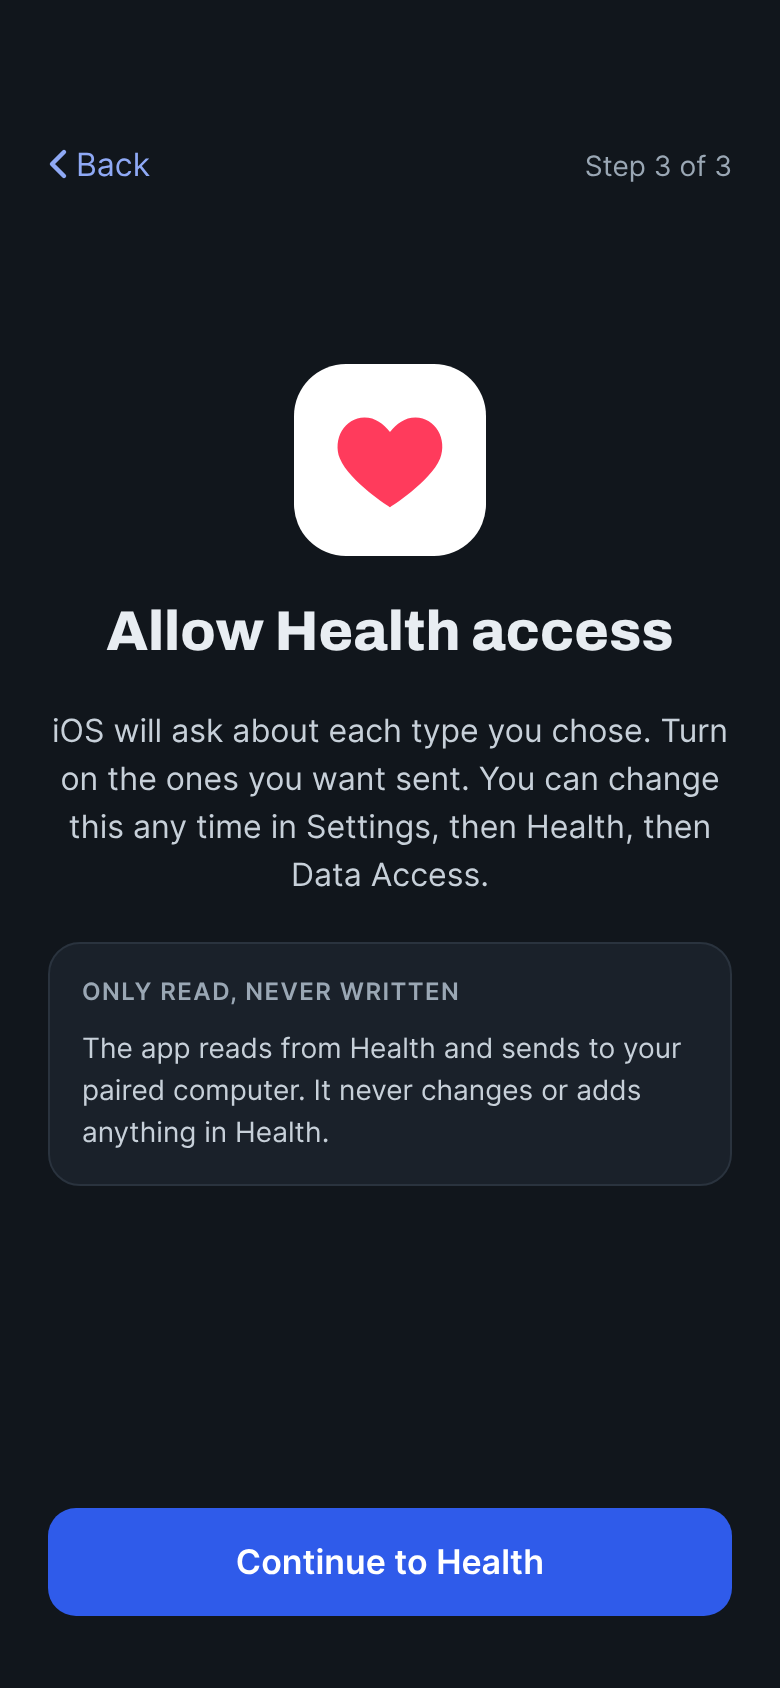 Back
Step 3 of 3
Allow Health access
iOS will ask about each type you chose. Turn
on the ones you want sent. You can change
this any time in Settings, then Health, then
Data Access.
ONLY READ, NEVER WRITTEN
The app reads from Health and sends to your
paired computer. It never changes or adds
anything in Health.
Continue to Health